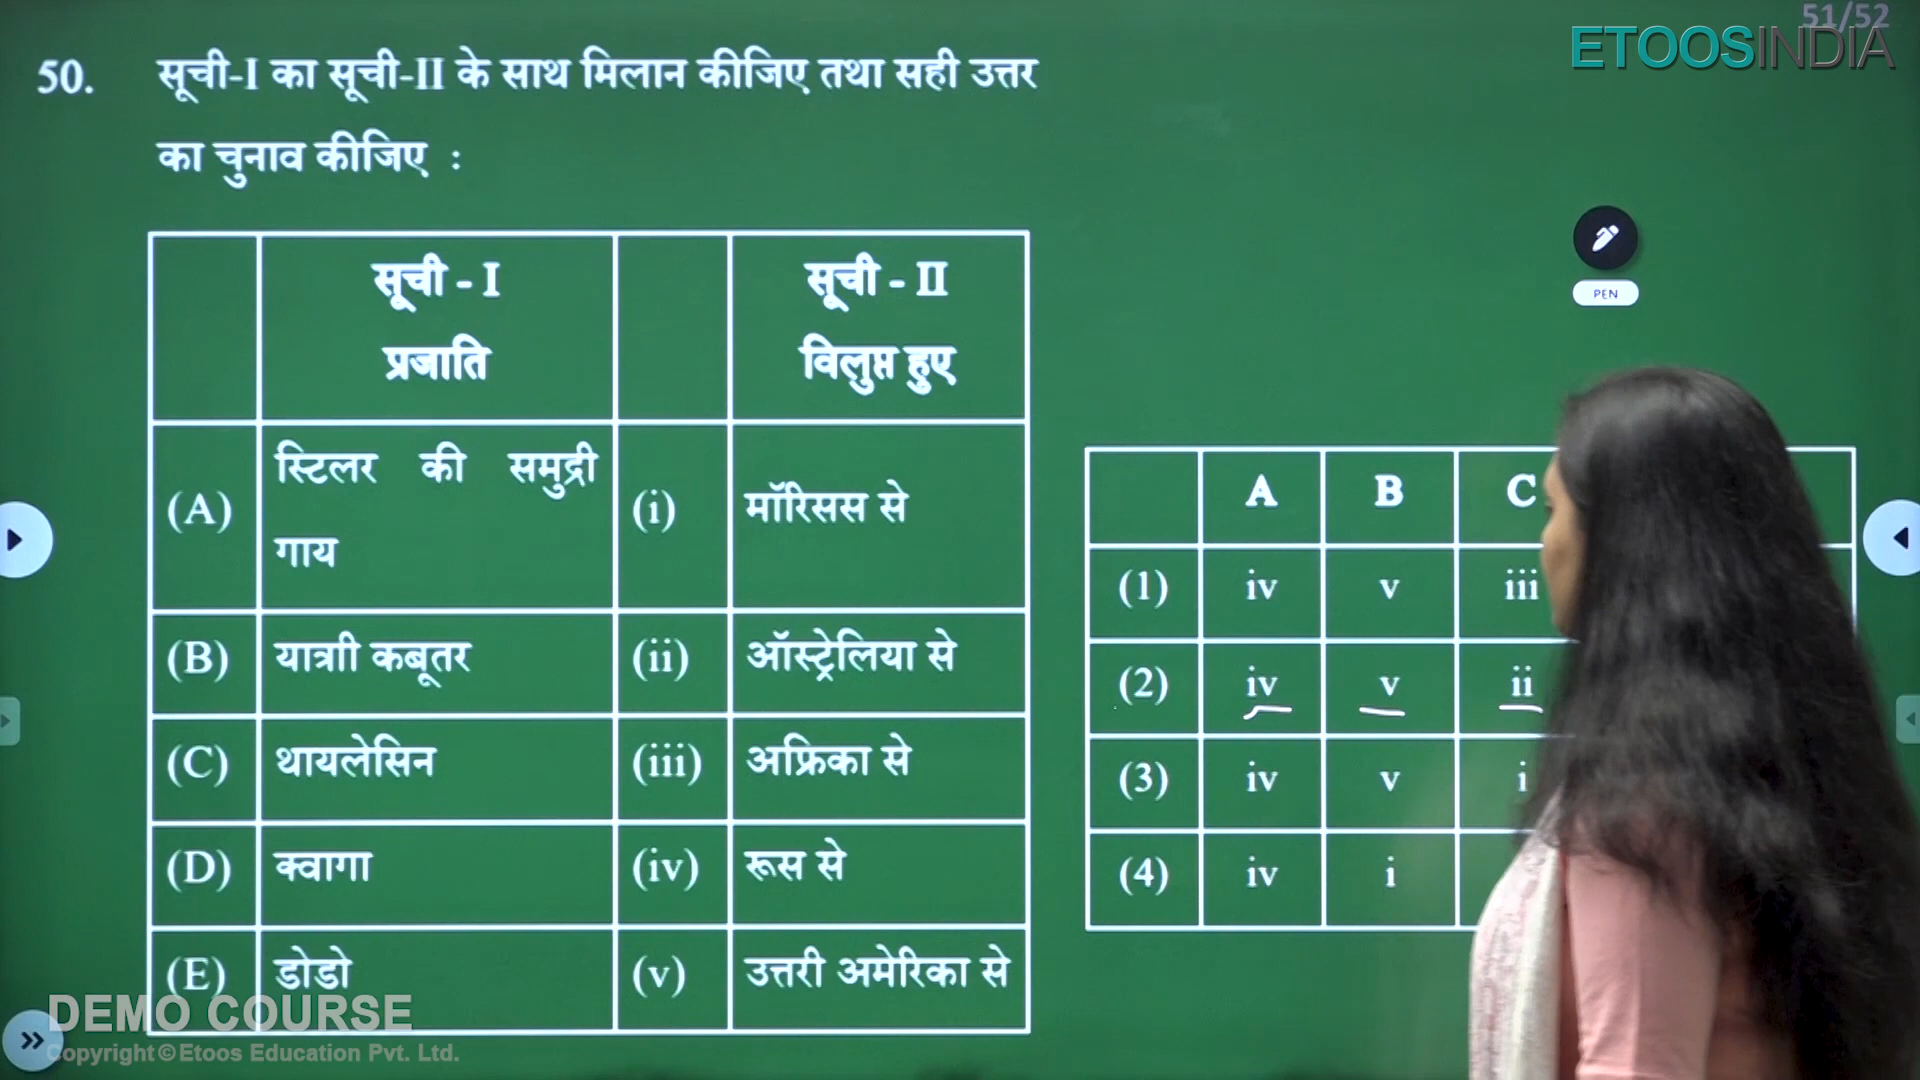 51/52
ETOOSINDIA
50. सूची-I का सूची-II के साथ मिलान कीजिए तथा सही उत्तर
का चुनाव कीजिए :
PEN
सूची - I सूची - II
प्रजाति विलुप्त हुए
(A) स्टिलर की समुद्री गाय (i) मॉरिसस से
(B) यात्राी कबूतर (ii) ऑस्ट्रेलिया से
(C) थायलेसिन (iii) अफ्रिका से
(D) क्वागा (iv) रूस से
(E) डोडो (v) उत्तरी अमेरिका से
A B C
(1) iv v iii
(2) iv v ii
(3) iv v i
(4) iv i
DEMO COURSE
Copyright © Etoos Education Pvt. Ltd.